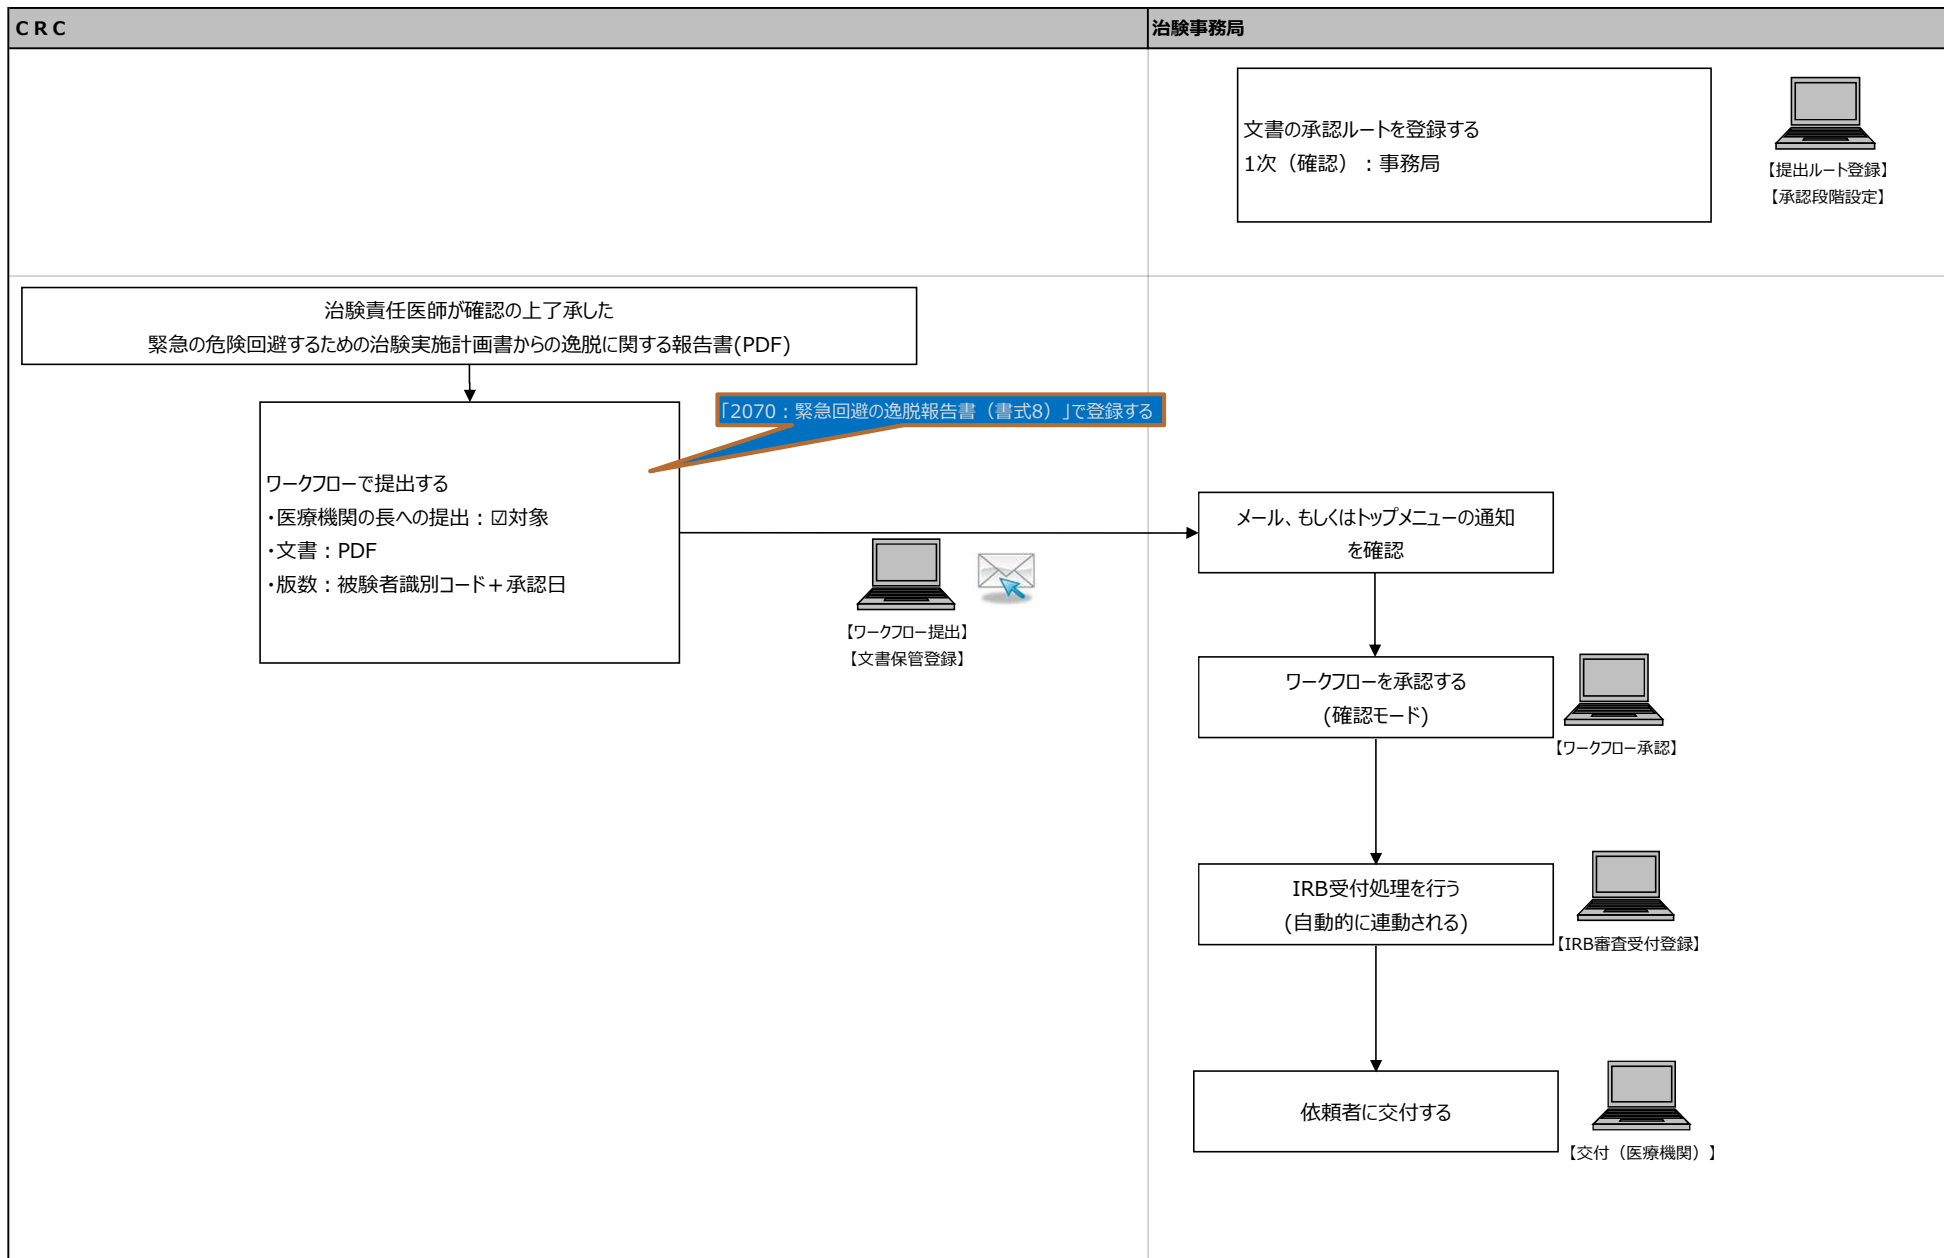 ＣＲＣ
治験事務局
文書の承認ルートを登録する
1次（確認）：事務局
【提出ルート登録】
【承認段階設定】
治験責任医師が確認の上了承した
緊急の危険回避するための治験実施計画書からの逸脱に関する報告書(PDF)
「2070：緊急回避の逸脱報告書（書式8）」で登録する
ワークフローで提出する
・医療機関の長への提出：☑対象
・文書：PDF
・版数：被験者識別コード＋承認日
【ワークフロー提出】
【文書保管登録】
メール、もしくはトップメニューの通知
を確認
ワークフローを承認する
(確認モード)
【ワークフロー承認】
IRB受付処理を行う
(自動的に連動される)
【IRB審査受付登録】
依頼者に交付する
【交付（医療機関）】